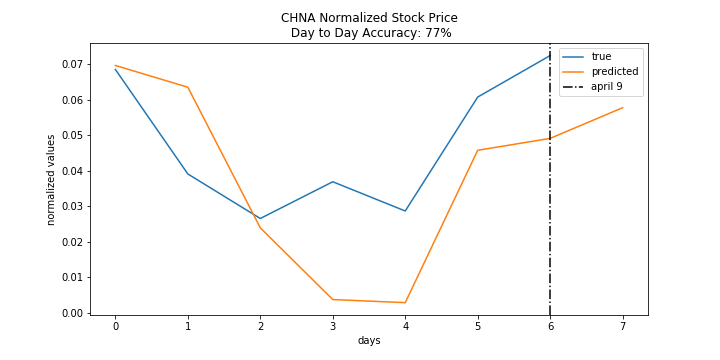 CHNA Normalized Stock Price
Day to Day Accuracy: 77%
0.07
0.06
0.05
0.04
0.03
0.02
0.01
0.00
normalized values
true
predicted
april 9
0 1 2 3 4 5 6 7
days